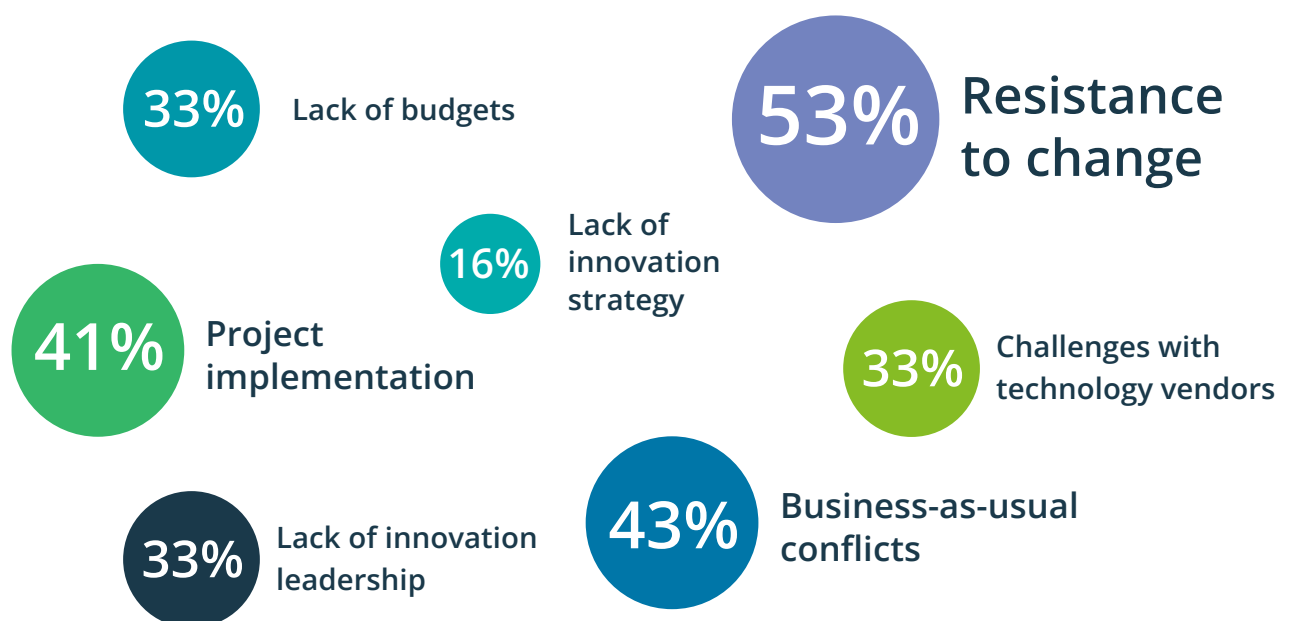 33%
Lack of budgets
53%
Resistance
to change
16%
Lack of
innovation
strategy
41%
Project
implementation
33%
Challenges with
technology vendors
43%
Business-as-usual
conflicts
33%
Lack of innovation
leadership